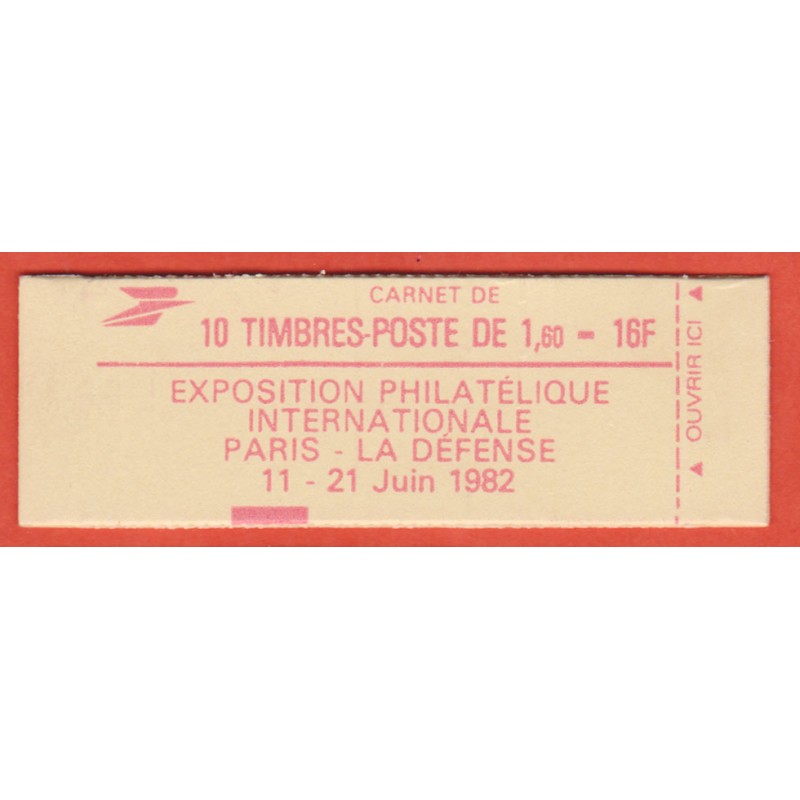 CARNET DE
10 TIMBRES-POSTE DE 1,60 - 16F
EXPOSITION PHILATÉLIQUE
INTERNATIONALE
PARIS - LA DÉFENSE
11 - 21 Juin 1982
OUVRIR ICI